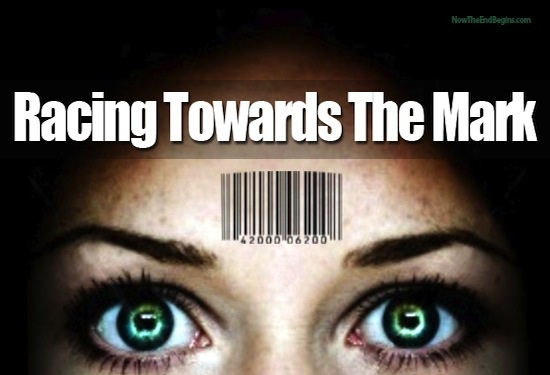 NowTheEndBegins.com
Racing Towards The Mark
42000 06200